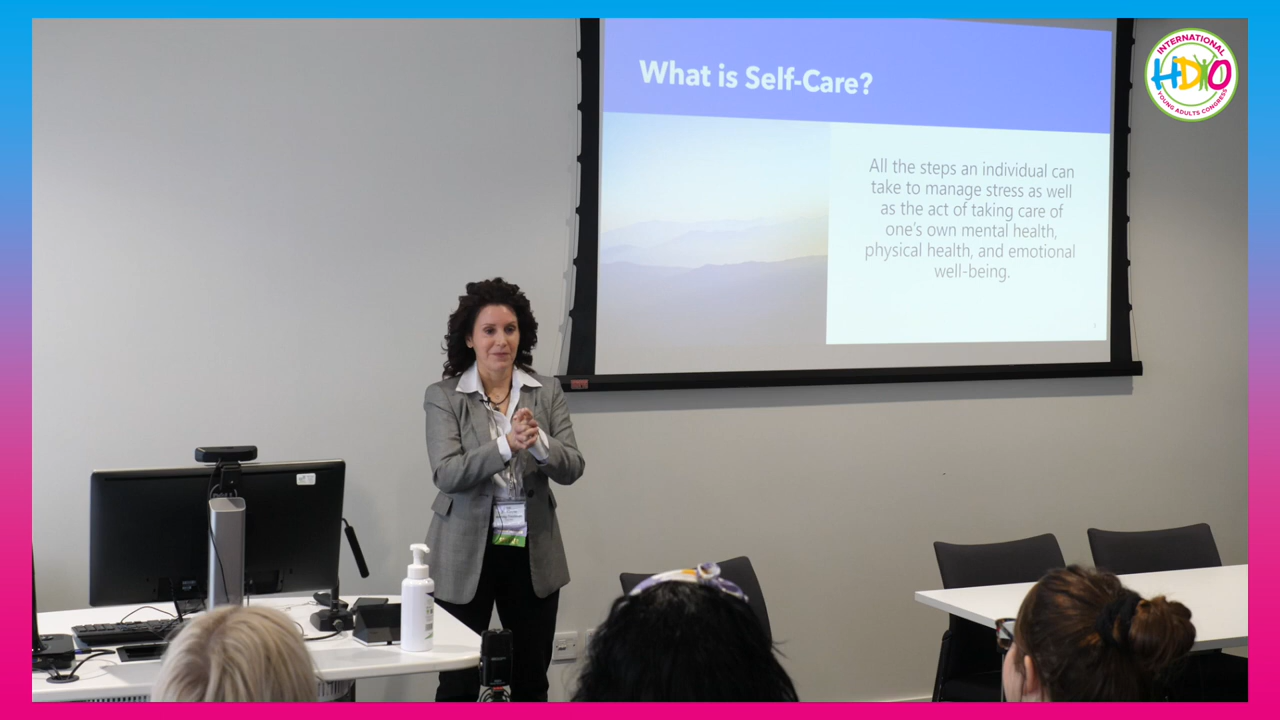 What is Self-Care?
All the steps an individual can
take to manage stress as well
as the act of taking care of
one's own mental health,
physical health, and emotional
well-being.
INTERNATIONAL
HDYO
YOUNG ADULTS CONGRESS